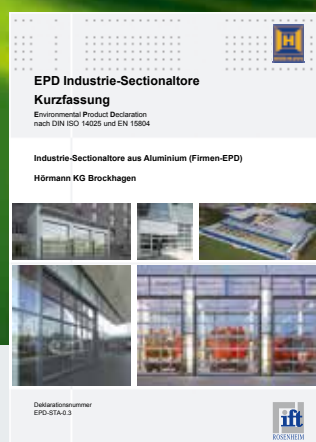 EPD Industrie-Sectionaltore
Kurzfassung
Environmental Product Declaration
nach DIN ISO 14025 und EN 15804
Industrie-Sectionaltore aus Aluminium (Firmen-EPD)
Hörmann KG Brockhagen
Deklarationsnummer
EPD-STA-0.3
ift
ROSENHEIM